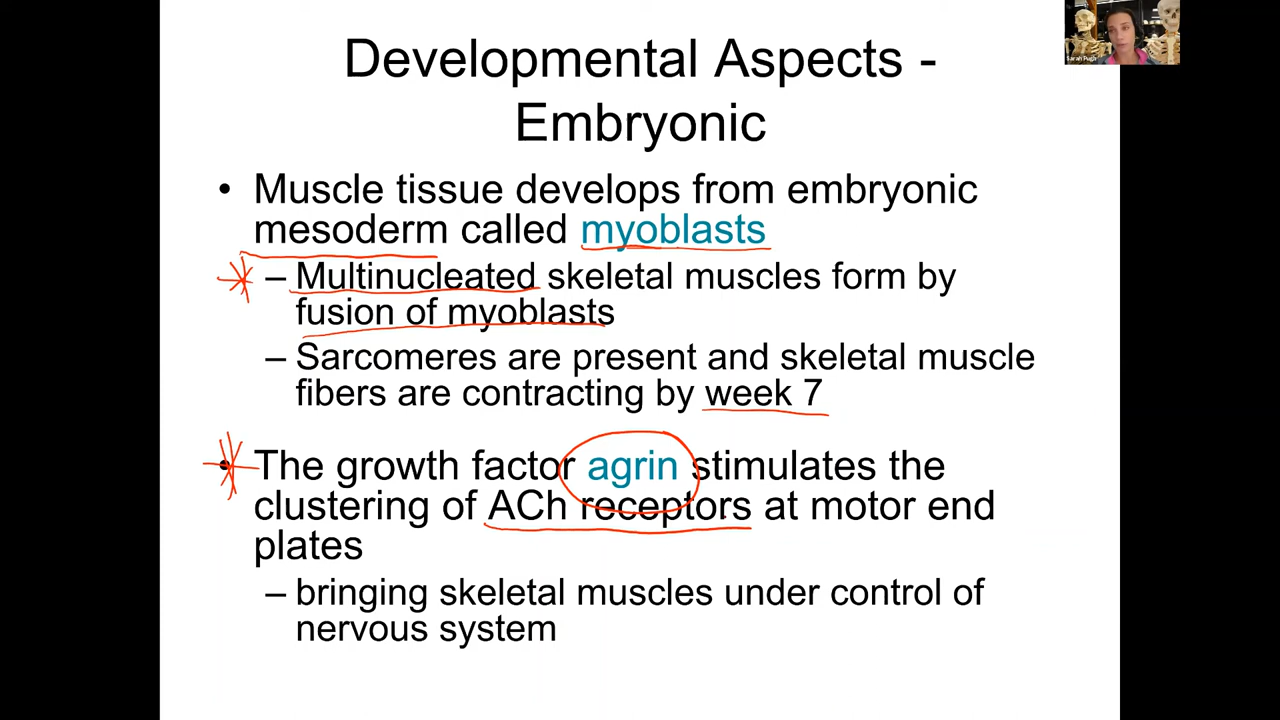 Developmental Aspects -
Embryonic
• Muscle tissue develops from embryonic
mesoderm called myoblasts
– Multinucleated skeletal muscles form by
fusion of myoblasts
– Sarcomeres are present and skeletal muscle
fibers are contracting by week 7
• The growth factor agrin stimulates the
clustering of ACh receptors at motor end
plates
– bringing skeletal muscles under control of
nervous system
Sarah Pugh